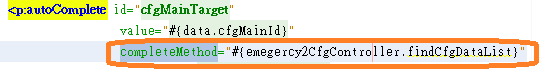 <p:autoComplete id="cfgMainTarget"
value="#{data.cfgMainId}"
completeMethod="#{emegercy2CfgController.findCfgDataList}"